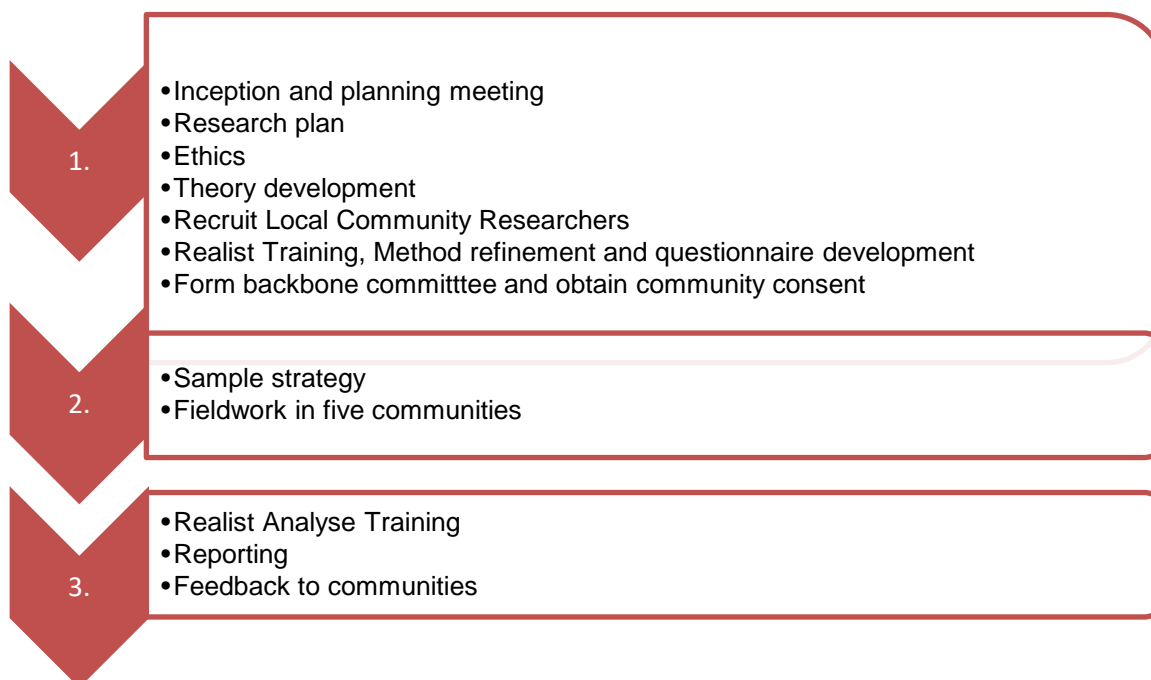 1.
•Inception and planning meeting
•Research plan
•Ethics
•Theory development
•Recruit Local Community Researchers
•Realist Training, Method refinement and questionnaire development
•Form backbone committtee and obtain community consent
2.
•Sample strategy
•Fieldwork in five communities
3.
•Realist Analyse Training
•Reporting
•Feedback to communities